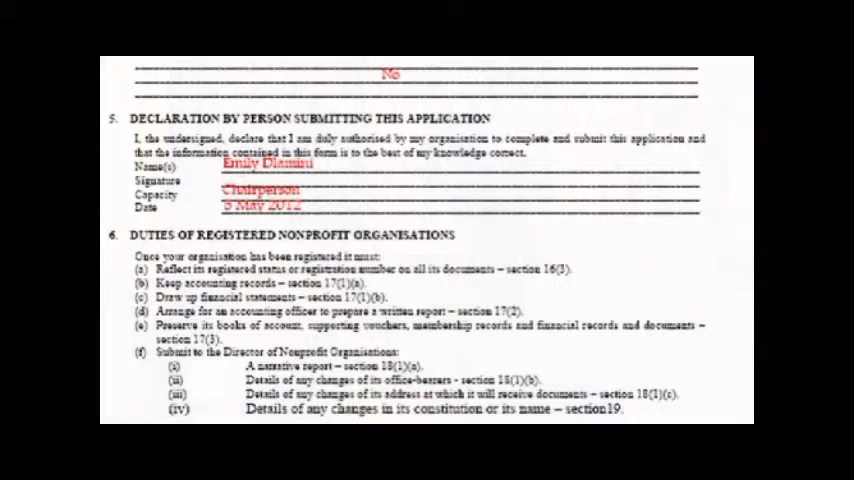 No
5. DECLARATION BY PERSON SUBMITTING THIS APPLICATION
I, the undersigned, declare that I am duly authorised by my organisation to complete and submit this application and
that the information contained in this form is to the best of my knowledge correct.
Name(s) Emily Dlamini
Signature
Capacity Chairperson
Date 5 May 2012
6. DUTIES OF REGISTERED NONPROFIT ORGANISATIONS
Once your organisation has been registered it must:
(a) Reflect its registered status or registration number on all its documents – section 16(3).
(b) Keep accounting records – section 17(1)(a).
(c) Draw up financial statements – section 17(1)(b).
(d) Arrange for an accounting officer to prepare a written report – section 17(2).
(e) Preserve its books of account, supporting vouchers, membership records and financial records and documents –
section 17(3).
(f) Submit to the Director of Nonprofit Organisations:
(i) A narrative report – section 18(1)(a).
(ii) Details of any changes of its office-bearers - section 18(1)(b).
(iii) Details of any changes of its address at which it will receive documents – section 18(1)(c).
(iv) Details of any changes in its constitution or its name – section19.